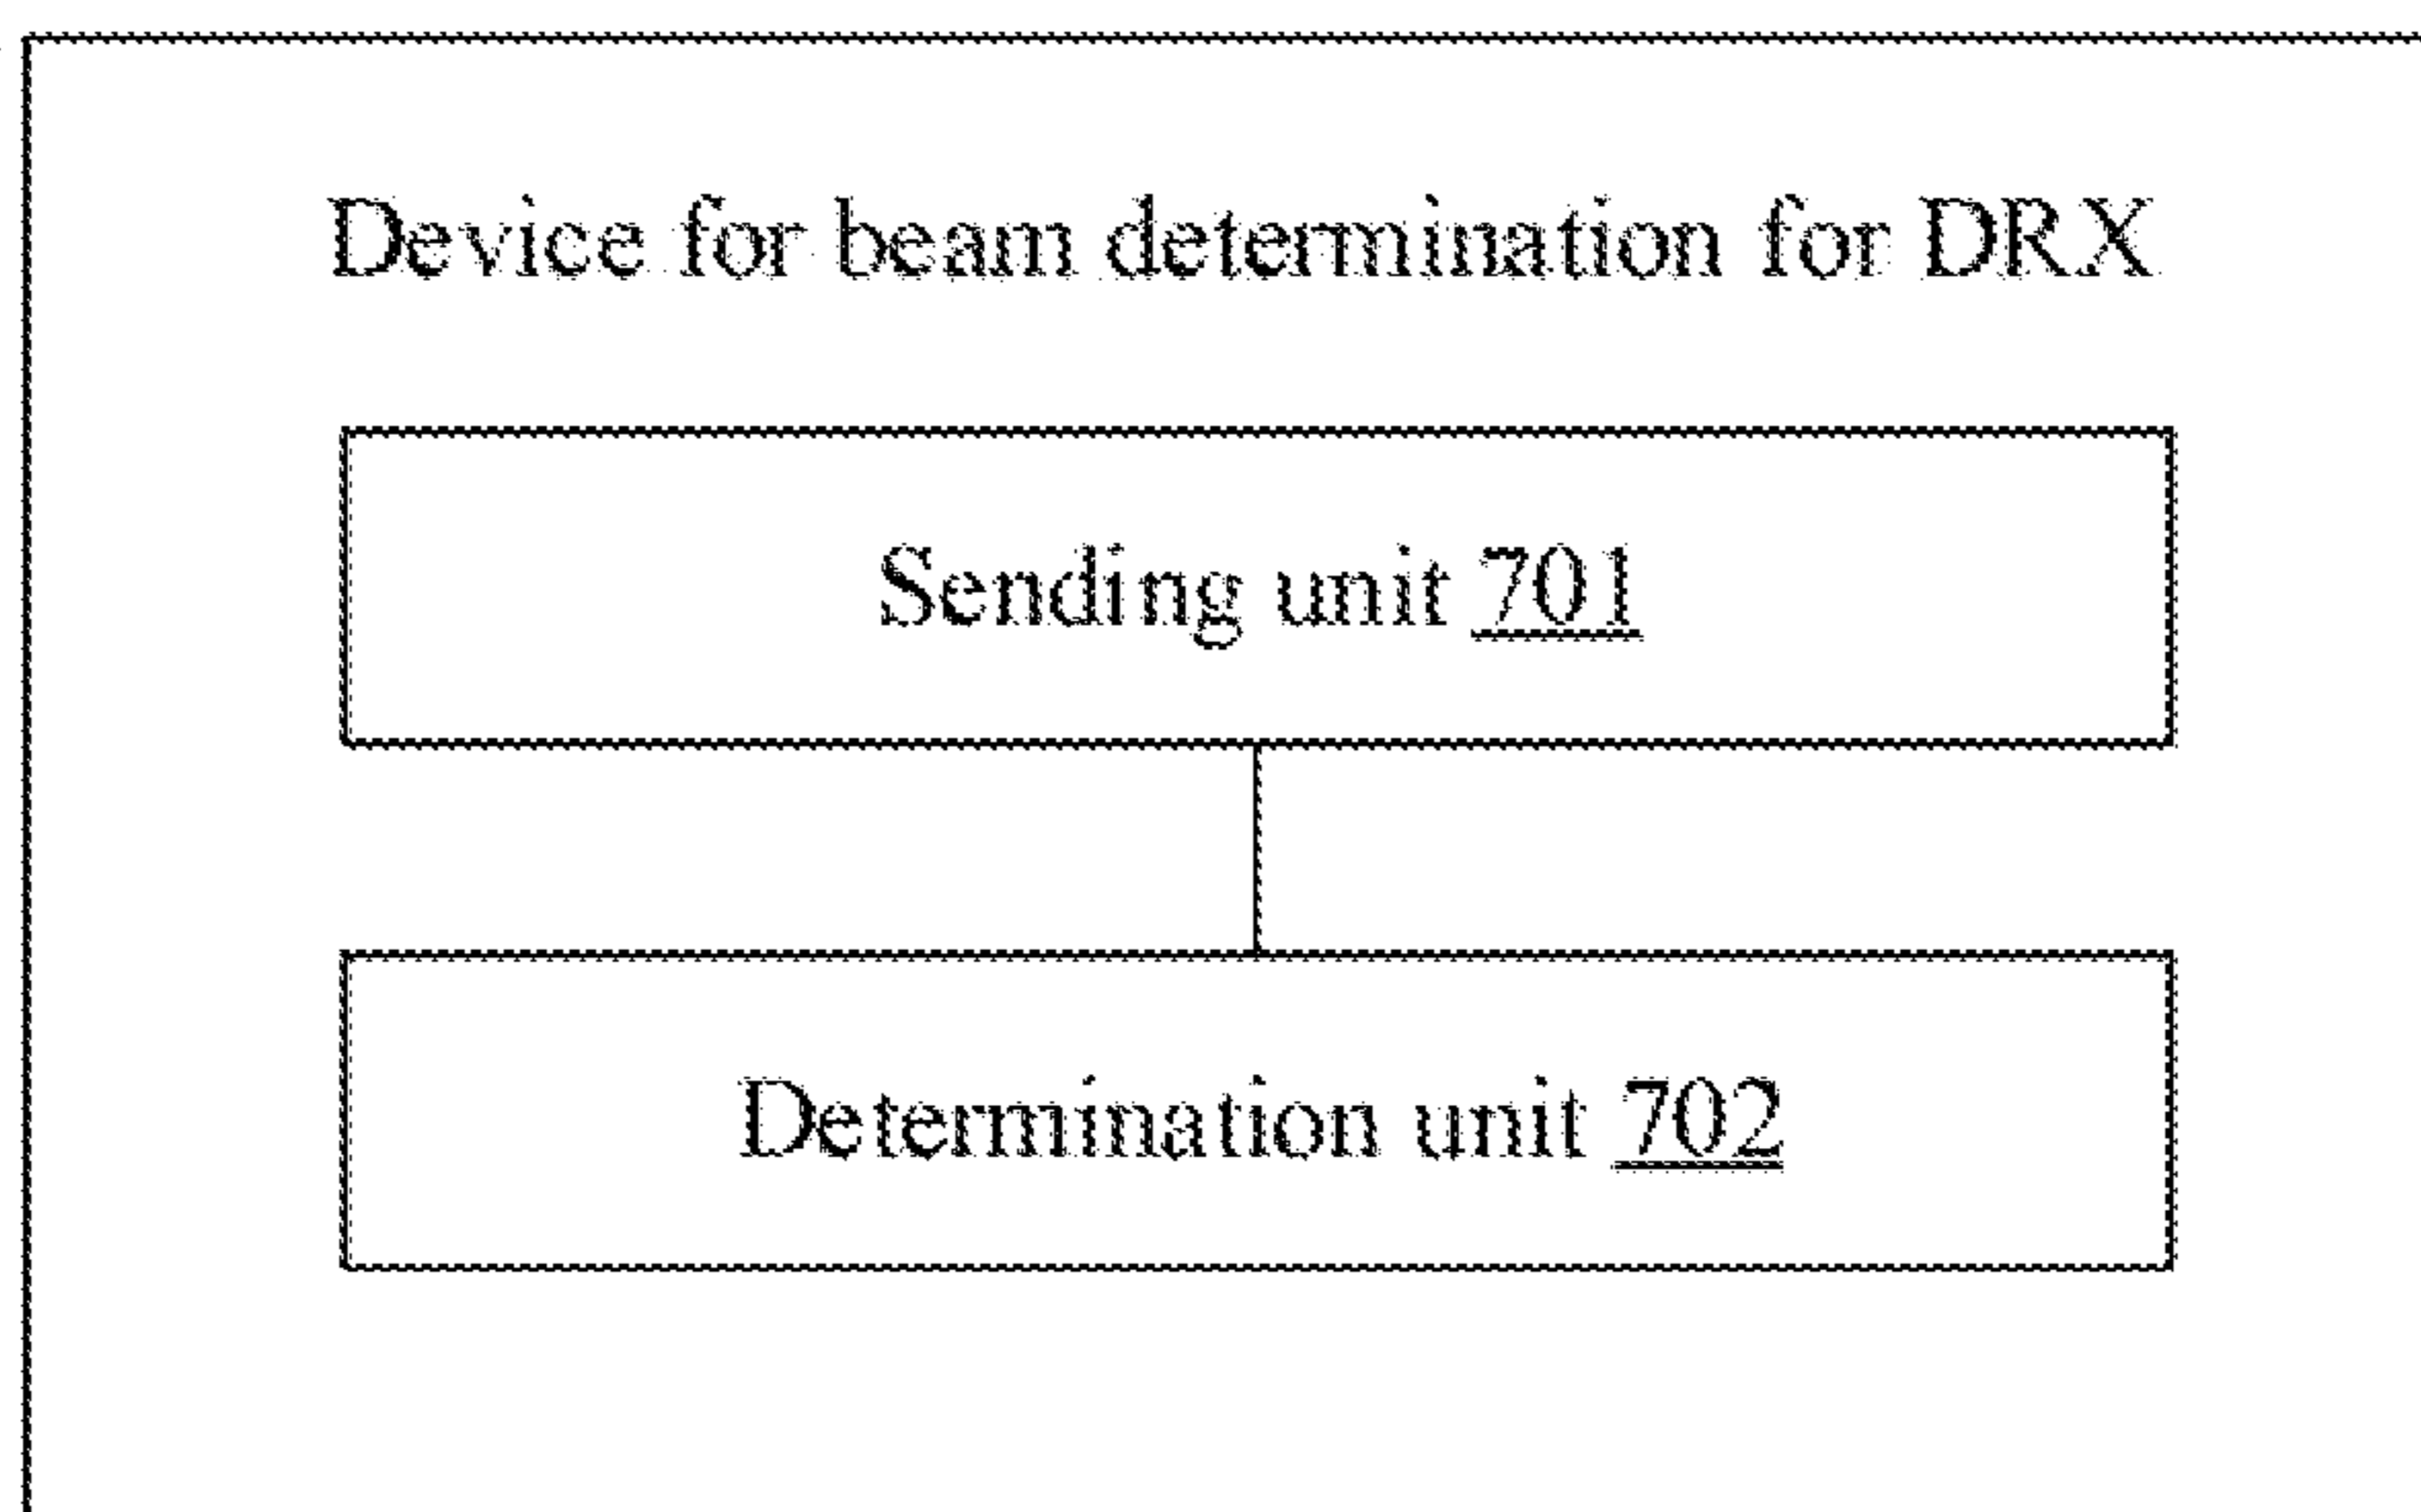 Device for beam determination for DRX
Sending unit 701
Determination unit 702